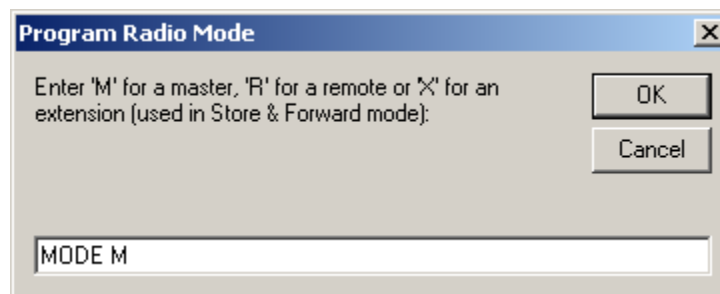 Program Radio Mode
Enter 'M' for a master, 'R' for a remote or 'X' for an
extension (used in Store & Forward mode):
OK
Cancel
MODE M